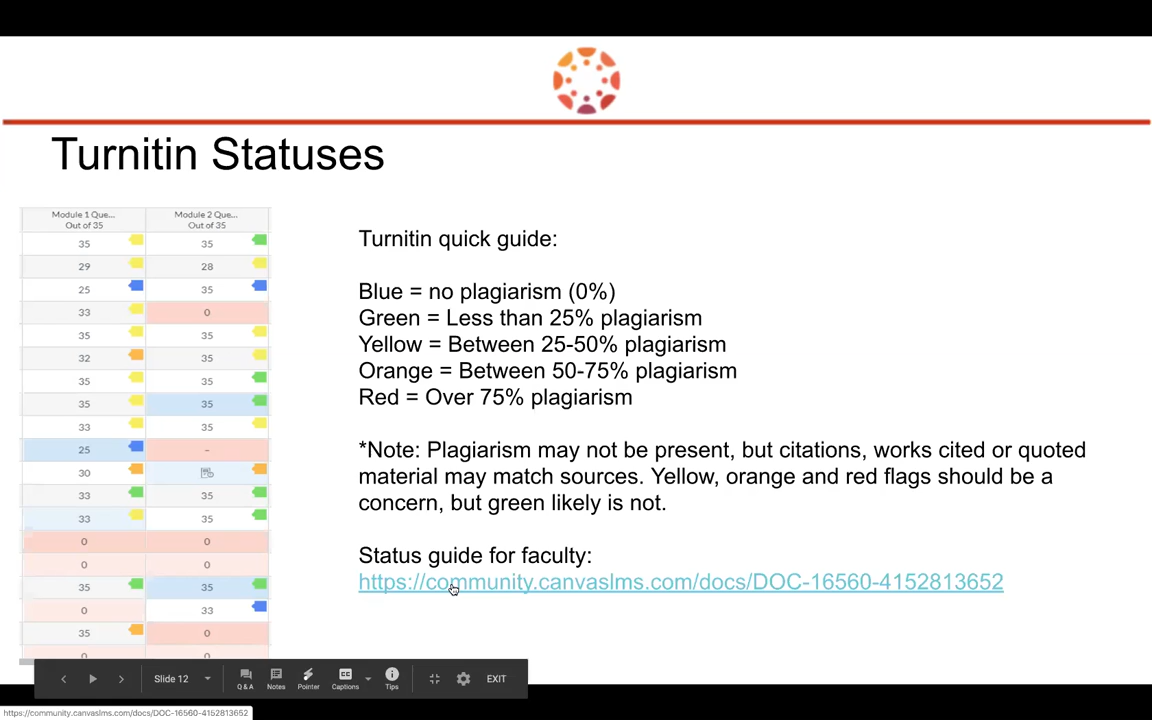 Turnitin Statuses
Module 1 Que... Module 2 Que...
Out of 35 Out of 35
35 35
29 28
25 35
33 0
35 35
32 35
35 35
35 35
33 35
25 -
30
33 35
33 35
0 0
0 0
35 35
0 33
35 0
0 0
Turnitin quick guide:
Blue = no plagiarism (0%)
Green = Less than 25% plagiarism
Yellow = Between 25-50% plagiarism
Orange = Between 50-75% plagiarism
Red = Over 75% plagiarism
*Note: Plagiarism may not be present, but citations, works cited or quoted
material may match sources. Yellow, orange and red flags should be a
concern, but green likely is not.
Status guide for faculty:
https://community.canvaslms.com/docs/DOC-16560-4152813652
Slide 12 Q & A Notes Pointer Captions Tips EXIT
https://community.canvaslms.com/docs/DOC-16560-4152813652